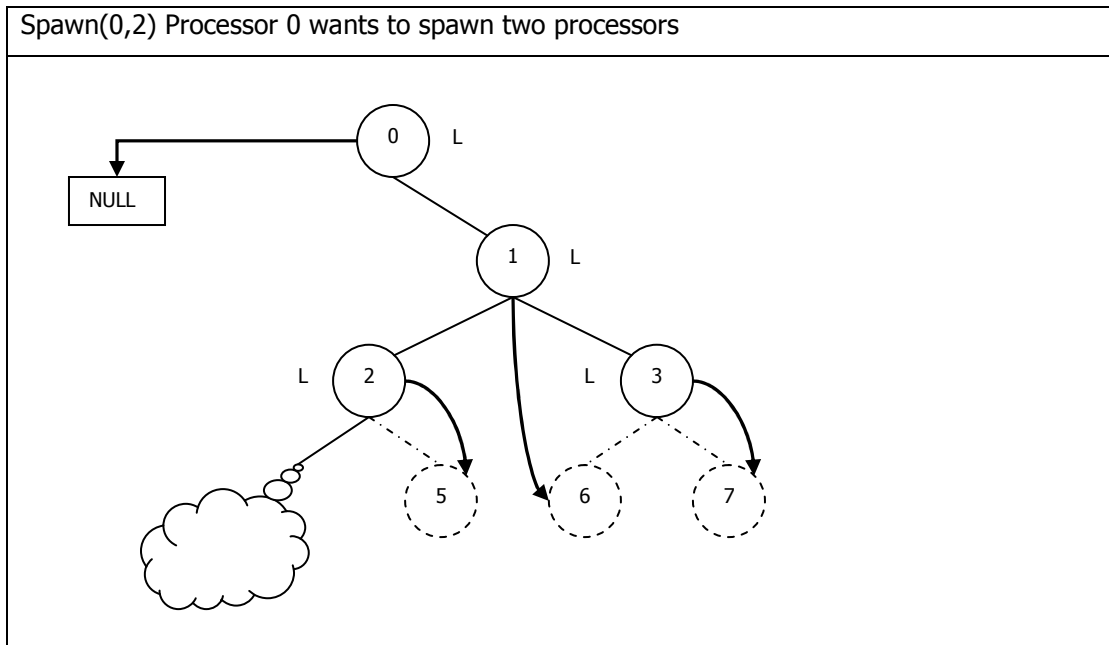 Spawn(0,2) Processor 0 wants to spawn two processors
0 L
NULL
1 L
L 2 L 3
5 6 7